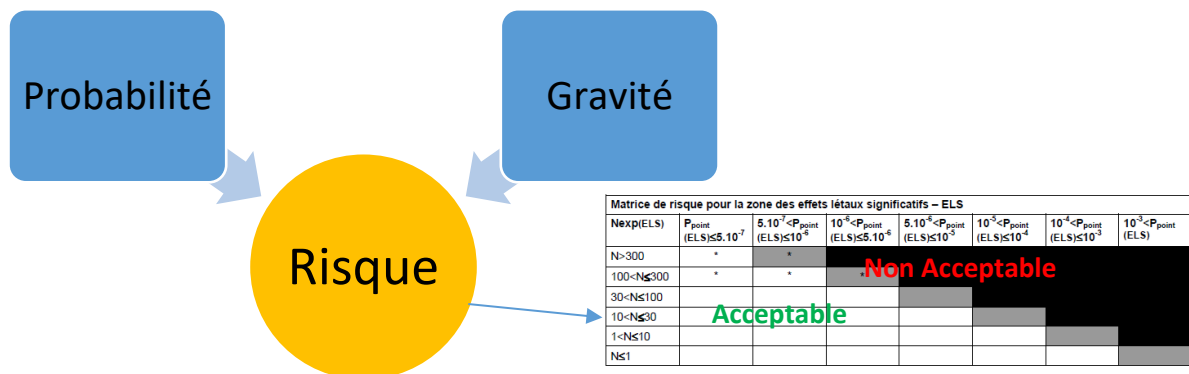 Probabilité
Gravité
Risque
Matrice de risque pour la zone des effets létaux significatifs – ELS
Nexp(ELS) Ppoint (ELS)≤5.10-7 5.10-7<Ppoint (ELS)≤10-6 10-6<Ppoint (ELS)≤5.10-6 5.10-6<Ppoint (ELS)≤10-5 10-5<Ppoint (ELS)≤10-4 10-4<Ppoint (ELS)≤10-3 10-3<Ppoint (ELS)
N>300 * *
Non Acceptable
100<N≤300 * * *
30<N≤100
Acceptable
10<N≤30
1<N≤10
N≤1